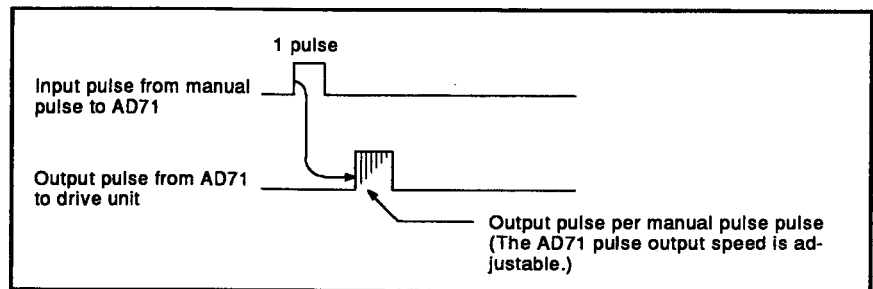 1 pulse
Input pulse from manual
pulse to AD71
Output pulse from AD71
to drive unit
Output pulse per manual pulse pulse
(The AD71 pulse output speed is ad-
justable.)